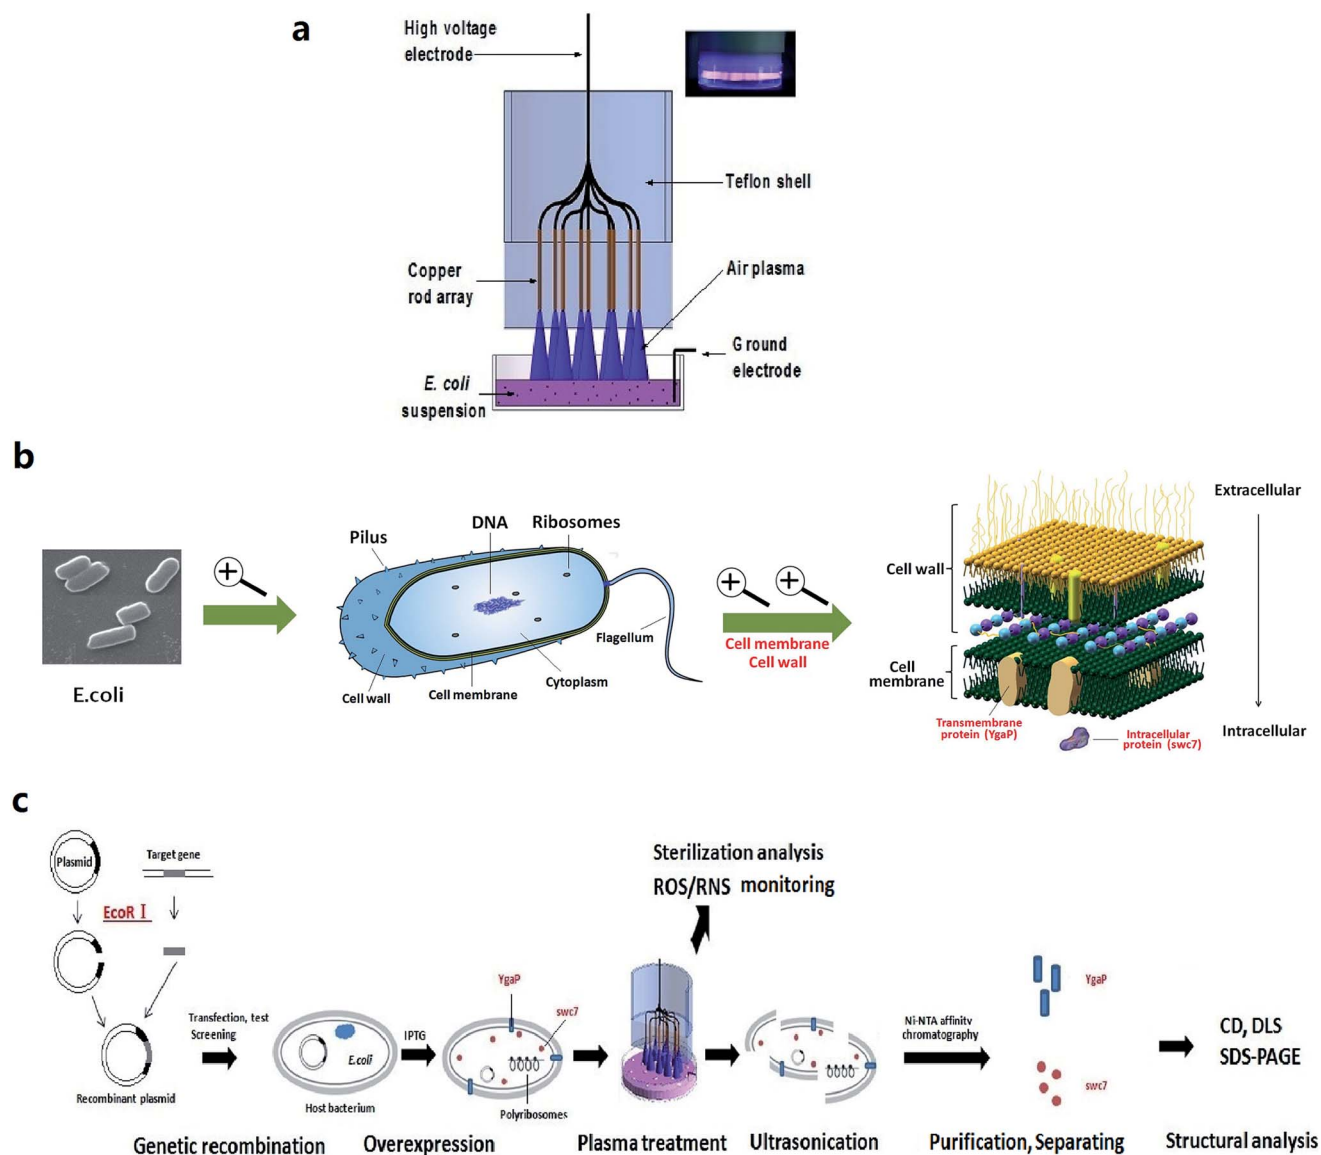 a
High voltage
electrode
Teflon shell
Copper
rod array
Air plasma
Ground
electrode
E. coli
suspension
b
E.coli
Pilus
DNA
Ribosomes
Flagellum
Cell wall
Cell membrane
Cytoplasm
Cell membrane
Cell wall
Cell wall
Cell
membrane
Extracellular
Intracellular
Transmembrane
protein (YgaP)
Intracellular
protein (swc7)
c
Plasmid
Target gene
EcoR I
Recombinant plasmid
Transfection, test
Screening
E.coli
Host bacterium
IPTG
YgaP
swc7
Polyribosomes
Sterilization analysis
ROS/RNS monitoring
Ni-NTA affinity
chromatography
YgaP
swc7
CD, DLS
SDS-PAGE
Genetic recombination
Overexpression
Plasma treatment
Ultrasonication
Purification, Separating
Structural analysis